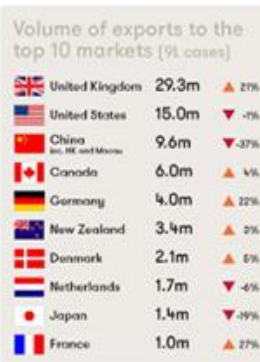 Volume of exports to the
top 10 markets (9L cases)
United Kingdom 29.3m ▲ 21%
United States 15.0m ▼ -1%
China 9.6m ▼ -37%
inc. HK and Macau
Canada 6.0m ▲ 4%
Germany 4.0m ▲ 22%
New Zealand 3.4m ▲
Denmark 2.1m ▲
Netherlands 1.7m ▼ -6%
Japan 1.4m ▼ -19%
France 1.0m ▲ 27%